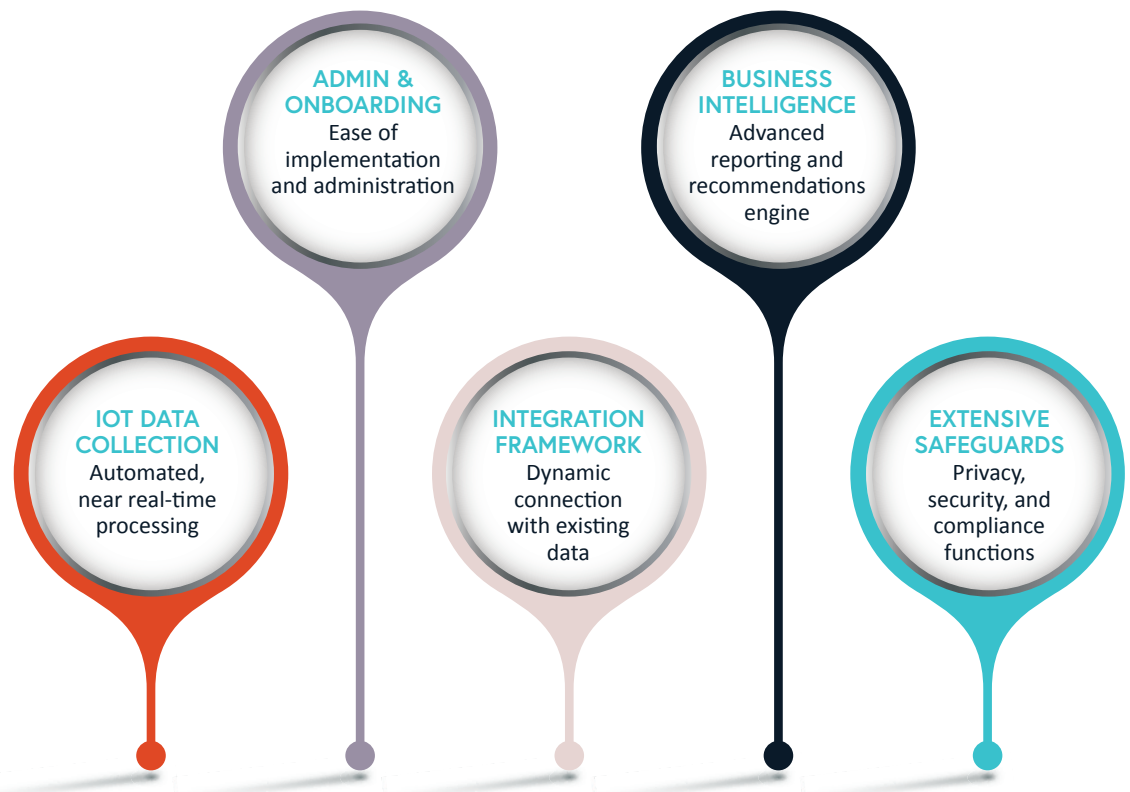 ADMIN &
ONBOARDING
Ease of
implementation
and administration
BUSINESS
INTELLIGENCE
Advanced
reporting and
recommendations
engine
IOT DATA
COLLECTION
Automated,
near real-time
processing
INTEGRATION
FRAMEWORK
Dynamic
connection
with existing
data
EXTENSIVE
SAFEGUARDS
Privacy,
security, and
compliance
functions